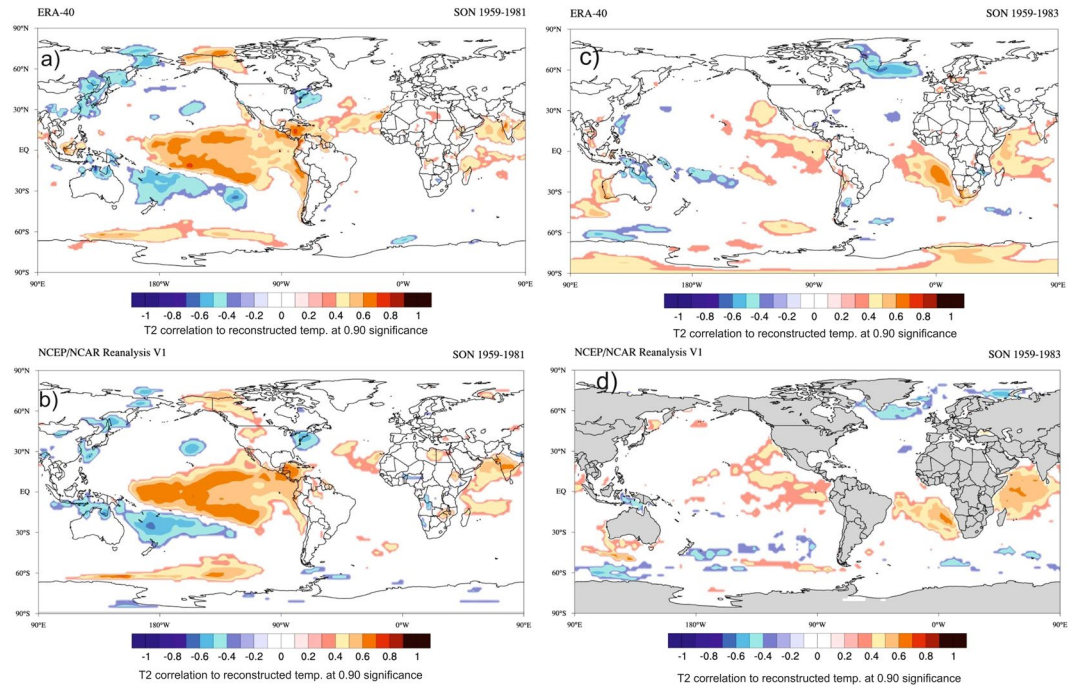 ERA-40 SON 1959-1981
a)
90°N
60°N
30°N
EQ
30°S
60°S
90°S
90°E 180°W 90°W 0°W 90°E
-1 -0.8 -0.6 -0.4 -0.2 0 0.2 0.4 0.6 0.8 1
T2 correlation to reconstructed temp. at 0.90 significance
ERA-40 SON 1959-1983
c)
90°N
60°N
30°N
EQ
30°S
60°S
90°S
90°E 180°W 90°W 0°W 90°E
-1 -0.8 -0.6 -0.4 -0.2 0 0.2 0.4 0.6 0.8 1
T2 correlation to reconstructed temp. at 0.90 significance
NCEP/NCAR Reanalysis V1 SON 1959-1981
b)
90°N
60°N
30°N
EQ
30°S
60°S
90°S
90°E 180°W 90°W 0°W 90°E
-1 -0.8 -0.6 -0.4 -0.2 0 0.2 0.4 0.6 0.8 1
T2 correlation to reconstructed temp. at 0.90 significance
NCEP/NCAR Reanalysis V1 SON 1959-1983
d)
90°N
60°N
30°N
EQ
30°S
60°S
90°S
90°E 180°W 90°W 0°W 90°E
-1 -0.8 -0.6 -0.4 -0.2 0 0.2 0.4 0.6 0.8 1
T2 correlation to reconstructed temp. at 0.90 significance